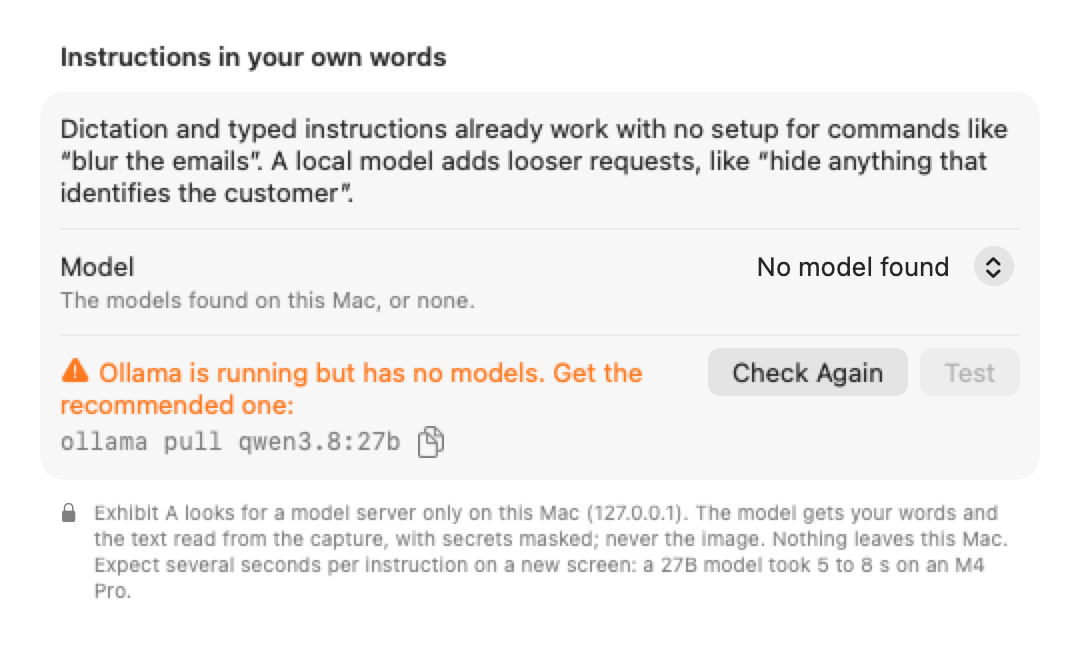 Instructions in your own words
Dictation and typed instructions already work with no setup for commands like
“blur the emails”. A local model adds looser requests, like “hide anything that
identifies the customer”.
Model
No model found
The models found on this Mac, or none.
Ollama is running but has no models. Get the
recommended one:
Check Again
Test
ollama pull qwen3.8:27b
Exhibit A looks for a model server only on this Mac (127.0.0.1). The model gets your words and
the text read from the capture, with secrets masked; never the image. Nothing leaves this Mac.
Expect several seconds per instruction on a new screen: a 27B model took 5 to 8 s on an M4
Pro.